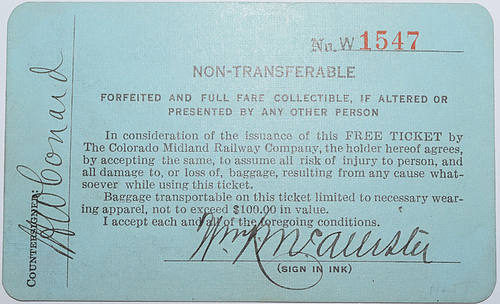 No. W 1547
NON-TRANSFERABLE
FORFEITED AND FULL FARE COLLECTIBLE, IF ALTERED OR
PRESENTED BY ANY OTHER PERSON
In consideration of the issuance of this FREE TICKET by
The Colorado Midland Railway Company, the holder hereof agrees,
by accepting the same, to assume all risk of injury to person, and
all damage to, or loss of, baggage, resulting from any cause what-
soever while using this ticket.
Baggage transportable on this ticket limited to necessary wear-
ing apparel, not to exceed $100.00 in value.
I accept each and all of the foregoing conditions.
Wm McAllister
(SIGN IN INK)
COUNTERSIGNED: